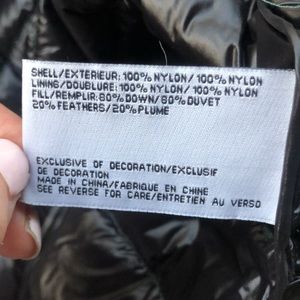 SHELL/EXTERIEUR: 100% NYLON/ 100% NYLON
LINING/DOUBLURE: 100% NYLON/ 100% NYLON
FILL/REMPLIR: 80% DOWN/ 80% DUVET
20% FEATHERS/ 20% PLUME
EXCLUSIVE OF DECORATION/EXCLUSIF
DE DECORATION
MADE IN CHINA/FABRIQUE EN CHINE
SEE REVERSE FOR CARE/ENTRETIEN AU VERSO